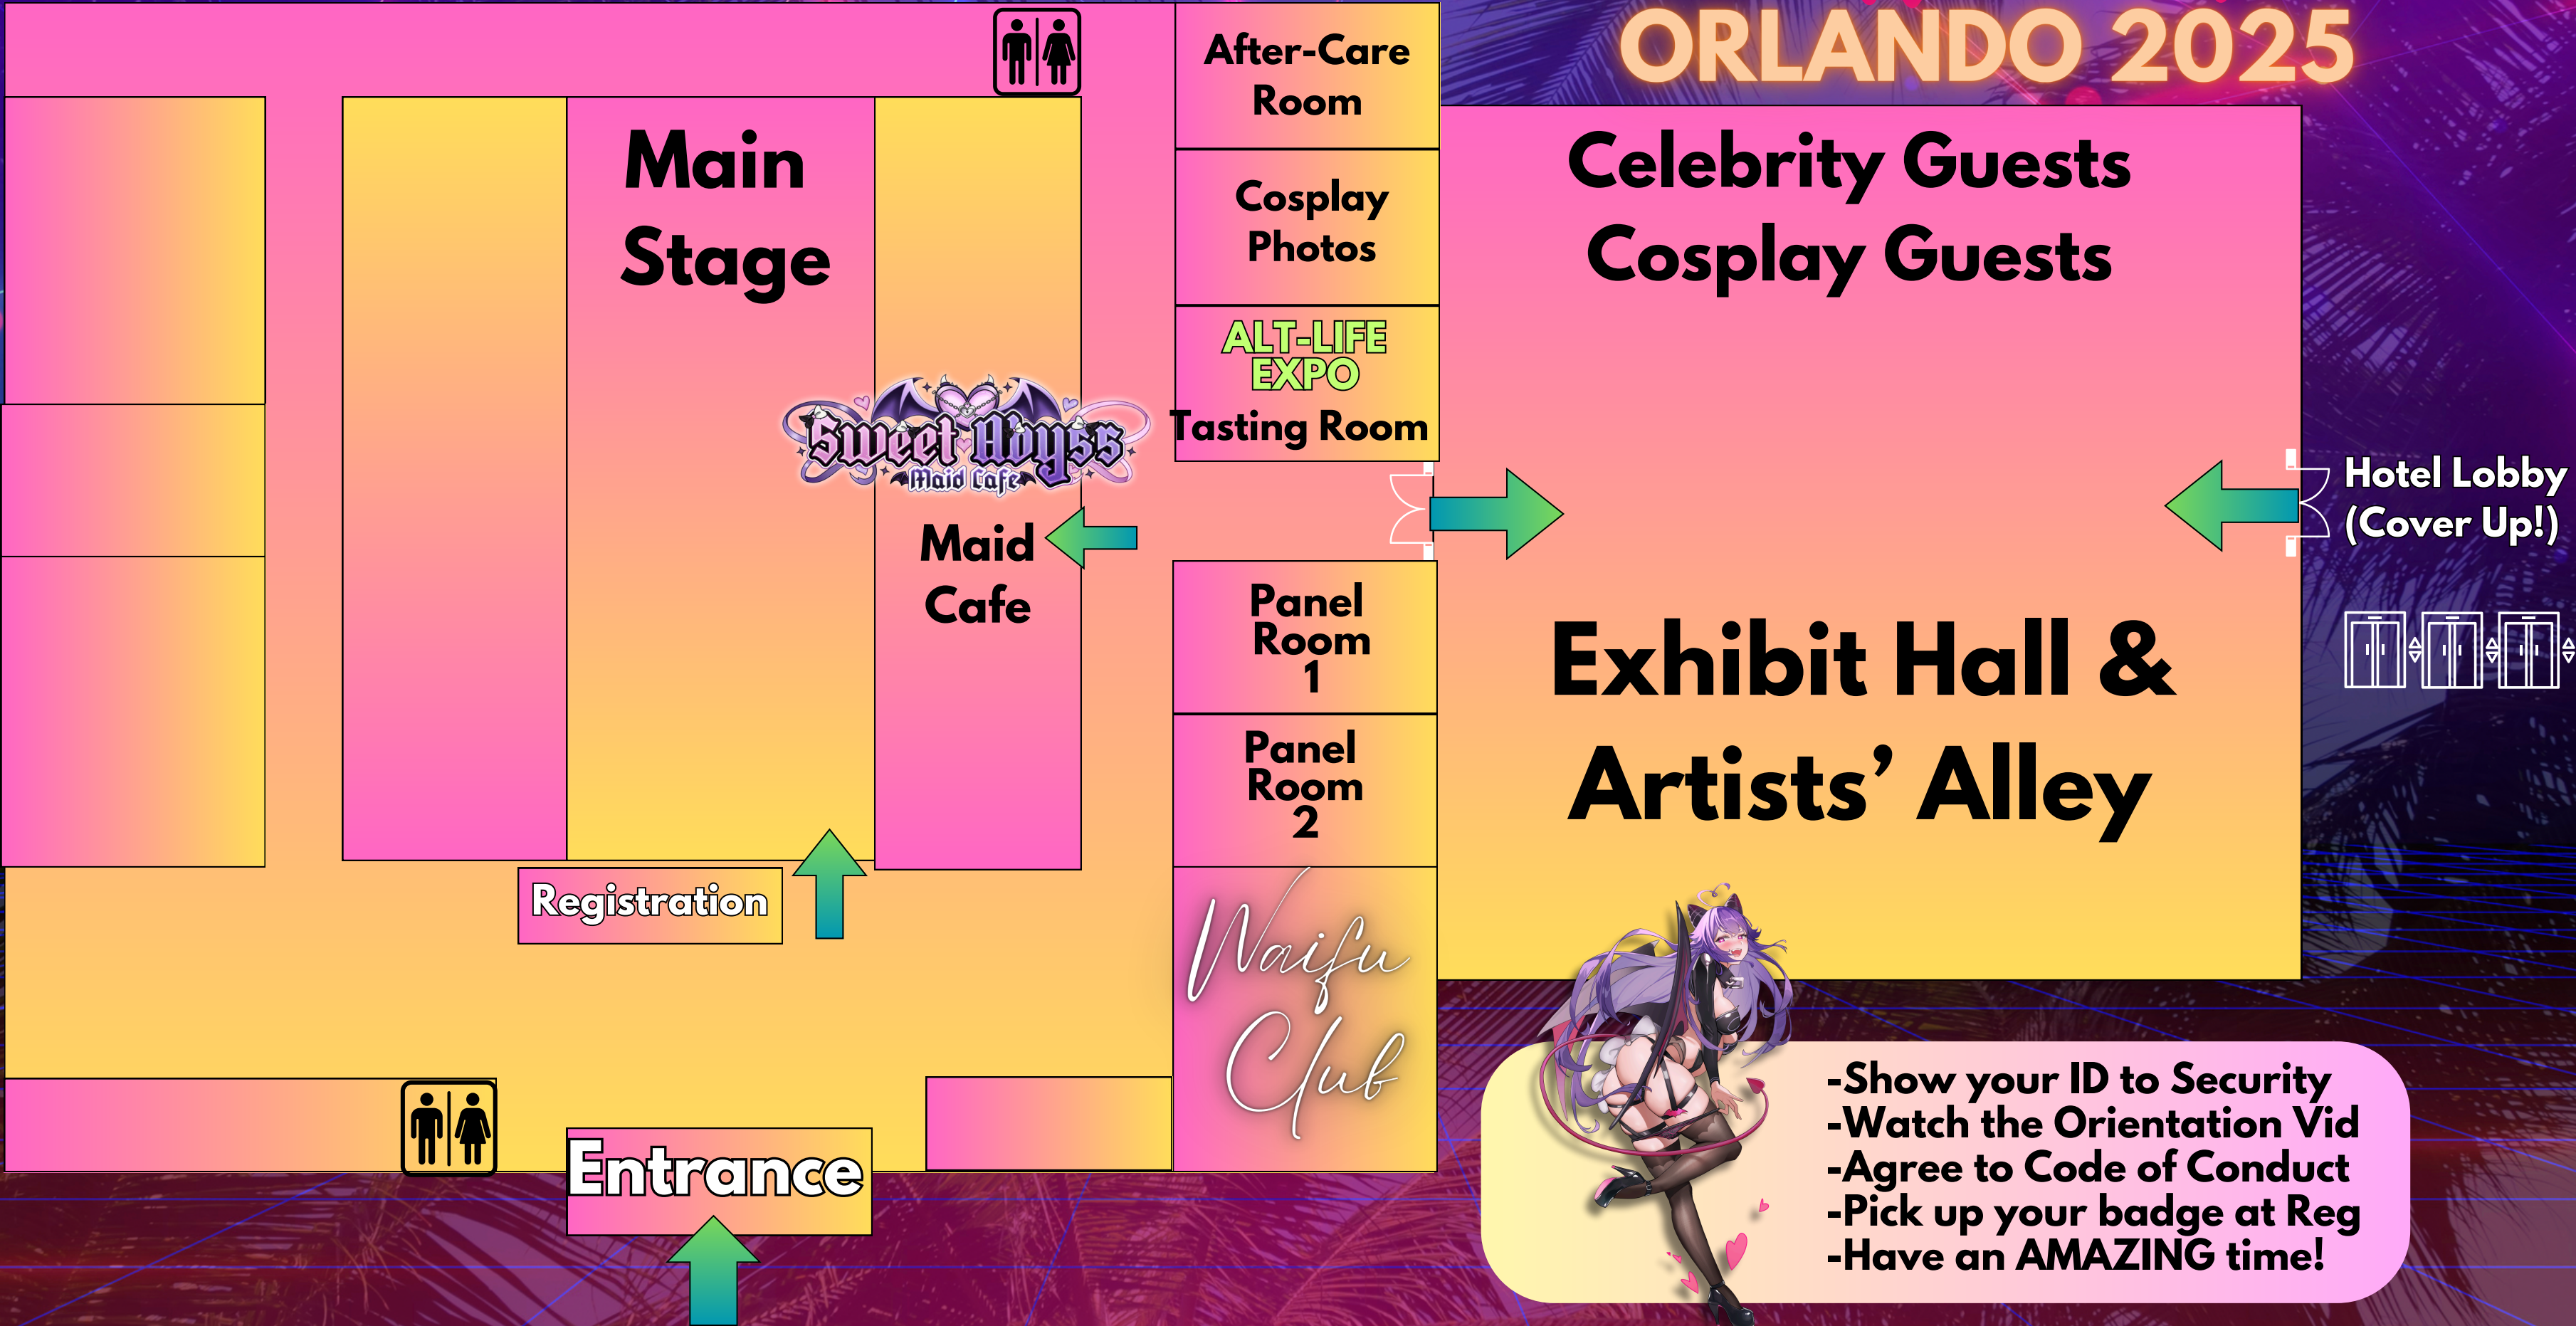 ORLANDO 2025
After-Care
Room
Main
Stage
Cosplay
Photos
Celebrity Guests
Cosplay Guests
ALT-LIFE
EXPO
Tasting Room
Sweet Abyss
Maid Cafe
Maid
Cafe
Hotel Lobby
(Cover Up!)
Panel
Room
1
Panel
Room
2
Exhibit Hall &
Artists’ Alley
Registration
Waifu
Club
Entrance
-Show your ID to Security
-Watch the Orientation Vid
-Agree to Code of Conduct
-Pick up your badge at Reg
-Have an AMAZING time!